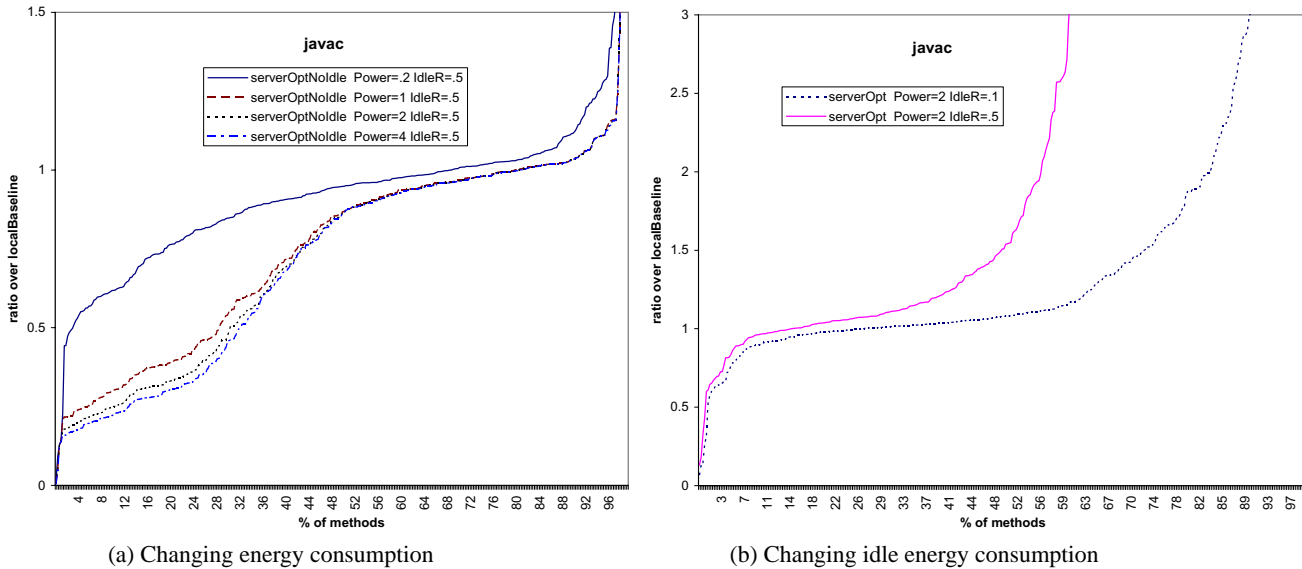 1.5
1
0.5
0
ratio over localBaseline
javac
serverOptNoIdle Power=.2 IdleR=.5
serverOptNoIdle Power=1 IdleR=.5
serverOptNoIdle Power=2 IdleR=.5
serverOptNoIdle Power=4 IdleR=.5
4 8 12 16 20 24 28 32 36 40 44 48 52 56 60 64 68 72 76 80 84 88 92 96
% of methods
(a) Changing energy consumption
3
2.5
2
1.5
1
0.5
0
ratio over localBaseline
javac
serverOpt Power=2 IdleR=.1
serverOpt Power=2 IdleR=.5
3 7 11 14 18 22 26 29 33 37 41 44 48 52 56 59 63 67 70 74 78 82 85 89 93 97
% of methods
(b) Changing idle energy consumption